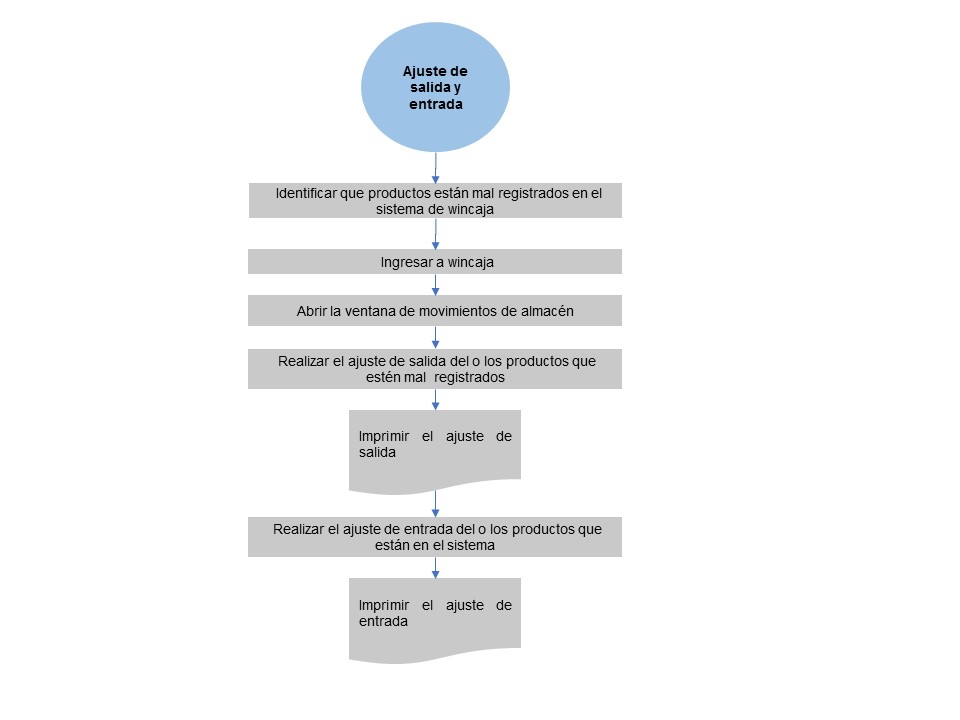 Ajuste de
salida y
entrada
Identificar que productos están mal registrados en el
sistema de wincaja
Ingresar a wincaja
Abrir la ventana de movimientos de almacén
Realizar el ajuste de salida del o los productos que
estén mal registrados
Imprimir el ajuste de
salida
Realizar el ajuste de entrada del o los productos que
están en el sistema
Imprimir el ajuste de
entrada